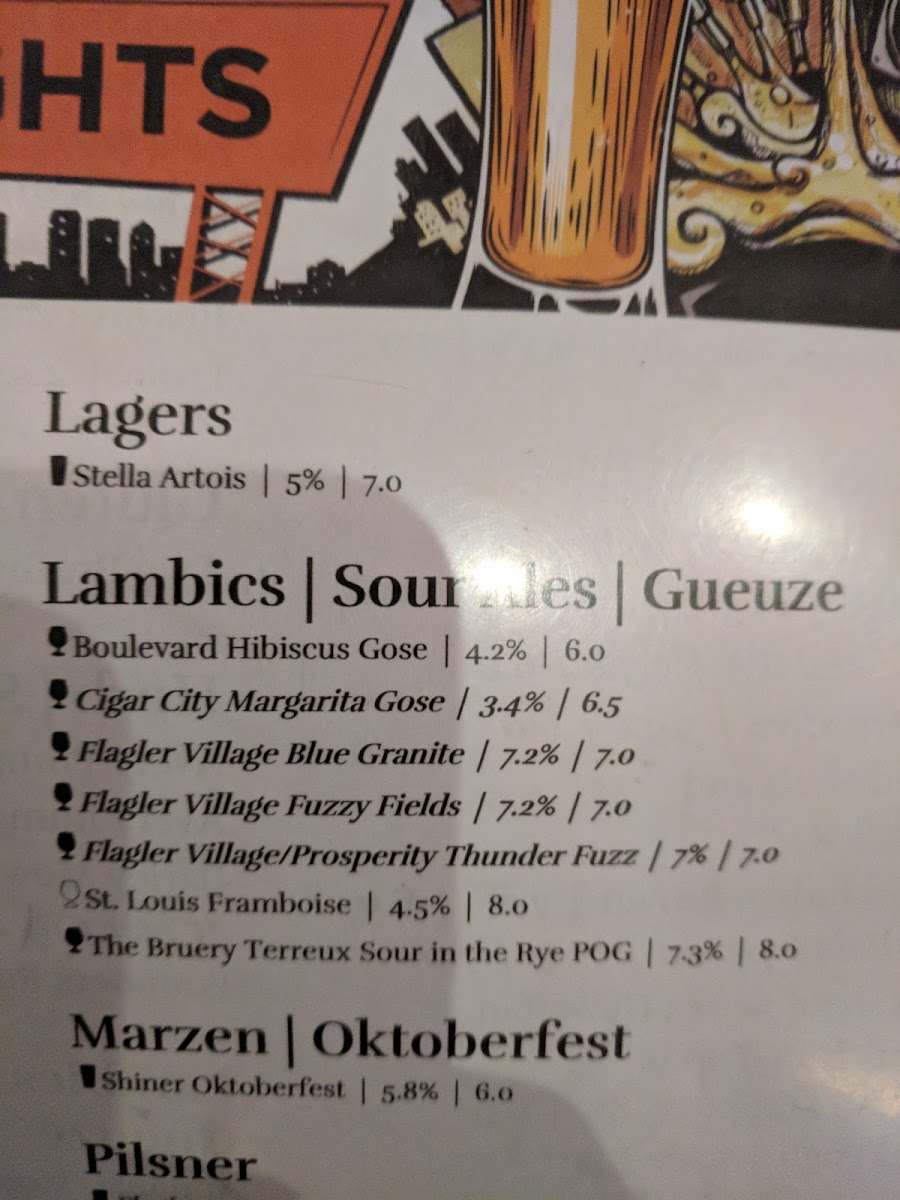 GHTS
Lagers
Stella Artois | 5% | 7.0
Lambics | Sour Ales | Gueuze
Boulevard Hibiscus Gose | 4.2% | 6.0
Cigar City Margarita Gose | 3.4% | 6.5
Flagler Village Blue Granite | 7.2% | 7.0
Flagler Village Fuzzy Fields | 7.2% | 7.0
Flagler Village/Prosperity Thunder Fuzz | 7% | 7.0
St. Louis Framboise | 4.5% | 8.0
The Bruery Terreux Sour in the Rye POG | 7.3% | 8.0
Marzen | Oktoberfest
Shiner Oktoberfest | 5.8% | 6.0
Pilsner